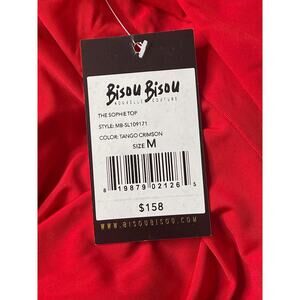 Bisou Bisou
NOUVELLE COUTURE
THE SOPHIE TOP
STYLE: MB-SL109171
COLOR: TANGO CRIMSON
SIZE M
8 19879 02126 5
$158
WWW.BISOUBISOU.COM